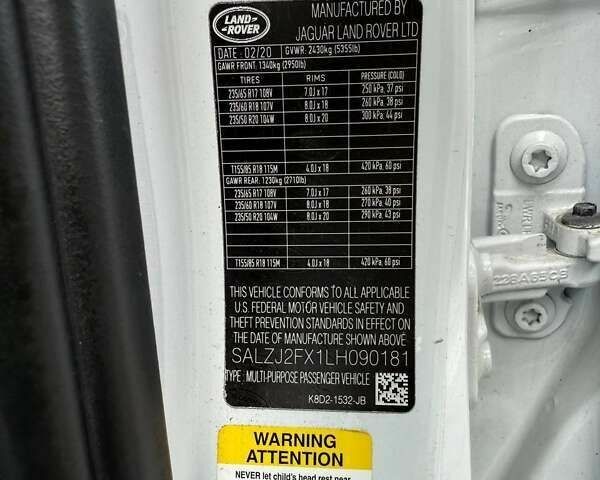 LAND-
ROVER
MANUFACTURED BY
JAGUAR LAND ROVER LTD
DATE: 02/20 GVWR: 2430kg (5355lb)
GAWR FRONT: 1340kg (2950lb)
TIRES RIMS PRESSURE (COLD)
235/65 R17 108V 7.0J x 17 250 kPa, 37 psi
235/60 R18 107V 8.0J x 18 260 kPa, 38 psi
235/50 R20 104W 8.0J x 20 300 kPa, 44 psi
T155/85 R18 115M 4.0J x 18 420 kPa, 60 psi
GAWR REAR: 1230kg (2710lb)
235/65 R17 108V 7.0J x 17 260 kPa, 38 psi
235/60 R18 107V 8.0J x 18 270 kPa, 40 psi
235/50 R20 104W 8.0J x 20 290 kPa, 43 psi
T155/85 R18 115M 4.0J x 18 420 kPa, 60 psi
THIS VEHICLE CONFORMS TO ALL APPLICABLE
U.S. FEDERAL MOTOR VEHICLE SAFETY AND
THEFT PREVENTION STANDARDS IN EFFECT ON
THE DATE OF MANUFACTURE SHOWN ABOVE.
SALZJ2FX1LH090181
TYPE: MULTI-PURPOSE PASSENGER VEHICLE
K8D2-1532-JB
WARNING
ATTENTION
NEVER let child's head rest near